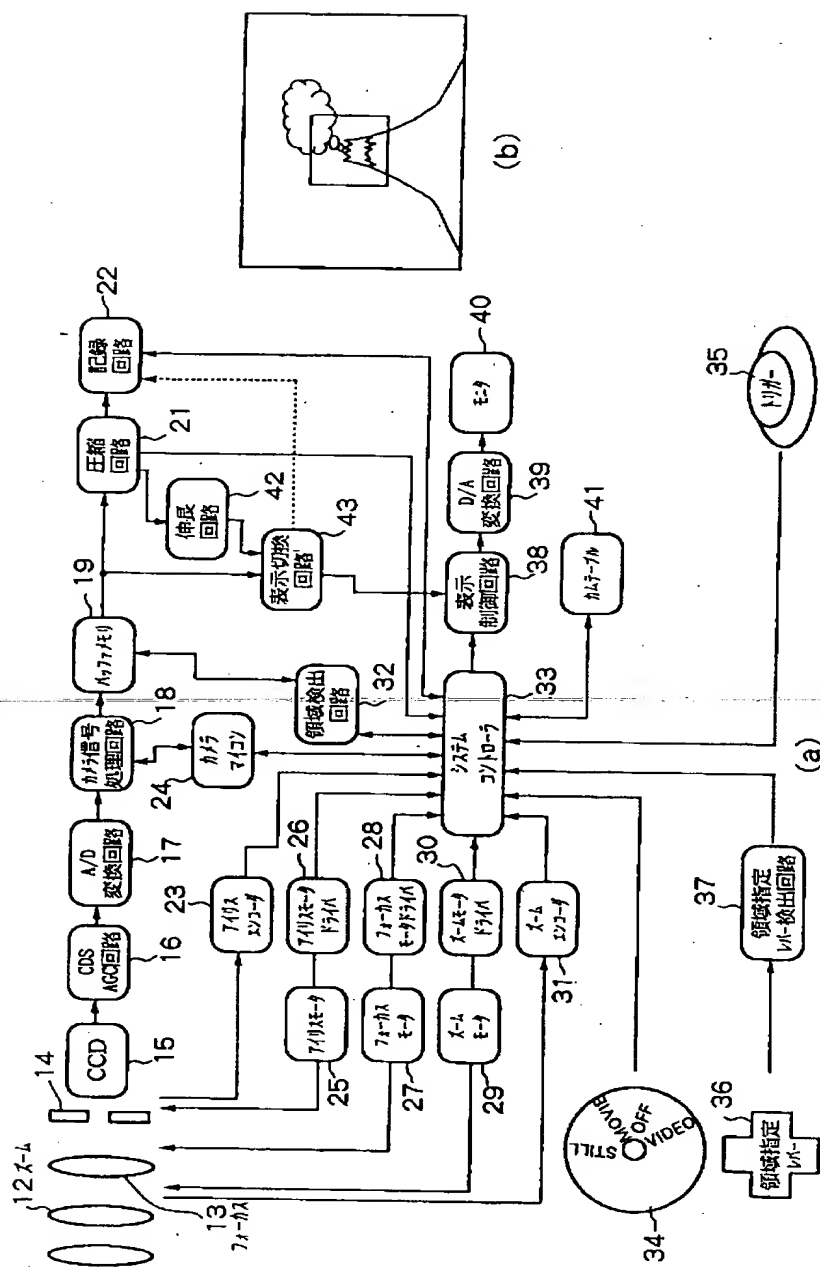 12 ズーム
13
フォーカス
14
CCD
15
CDS
AGC回路
16
A/D
変換回路
17
カメラ信号
処理回路
18
バッファメモリ
19
圧縮
回路
21
記録
回路
22
伸長
回路
42
表示切換
回路
43
カメラ
マイコン
24
領域検出
回路
32
アイリス
エンコーダ
23
アイリスモータ
25
アイリスモータ
ドライバ
26
フォーカス
モータ
27
フォーカス
モータドライバ
28
ズーム
モータ
29
ズームモータ
ドライバ
30
ズーム
エンコーダ
31
システム
コントローラ
33
表示
制御回路
38
D/A
変換回路
39
モニタ
40
カムテーブル
41
STILL
MOVIE
OFF
VIDEO
34
領域指定
レバー
36
領域指定
レバー検出回路
37
トリガー
35
(a)
(b)